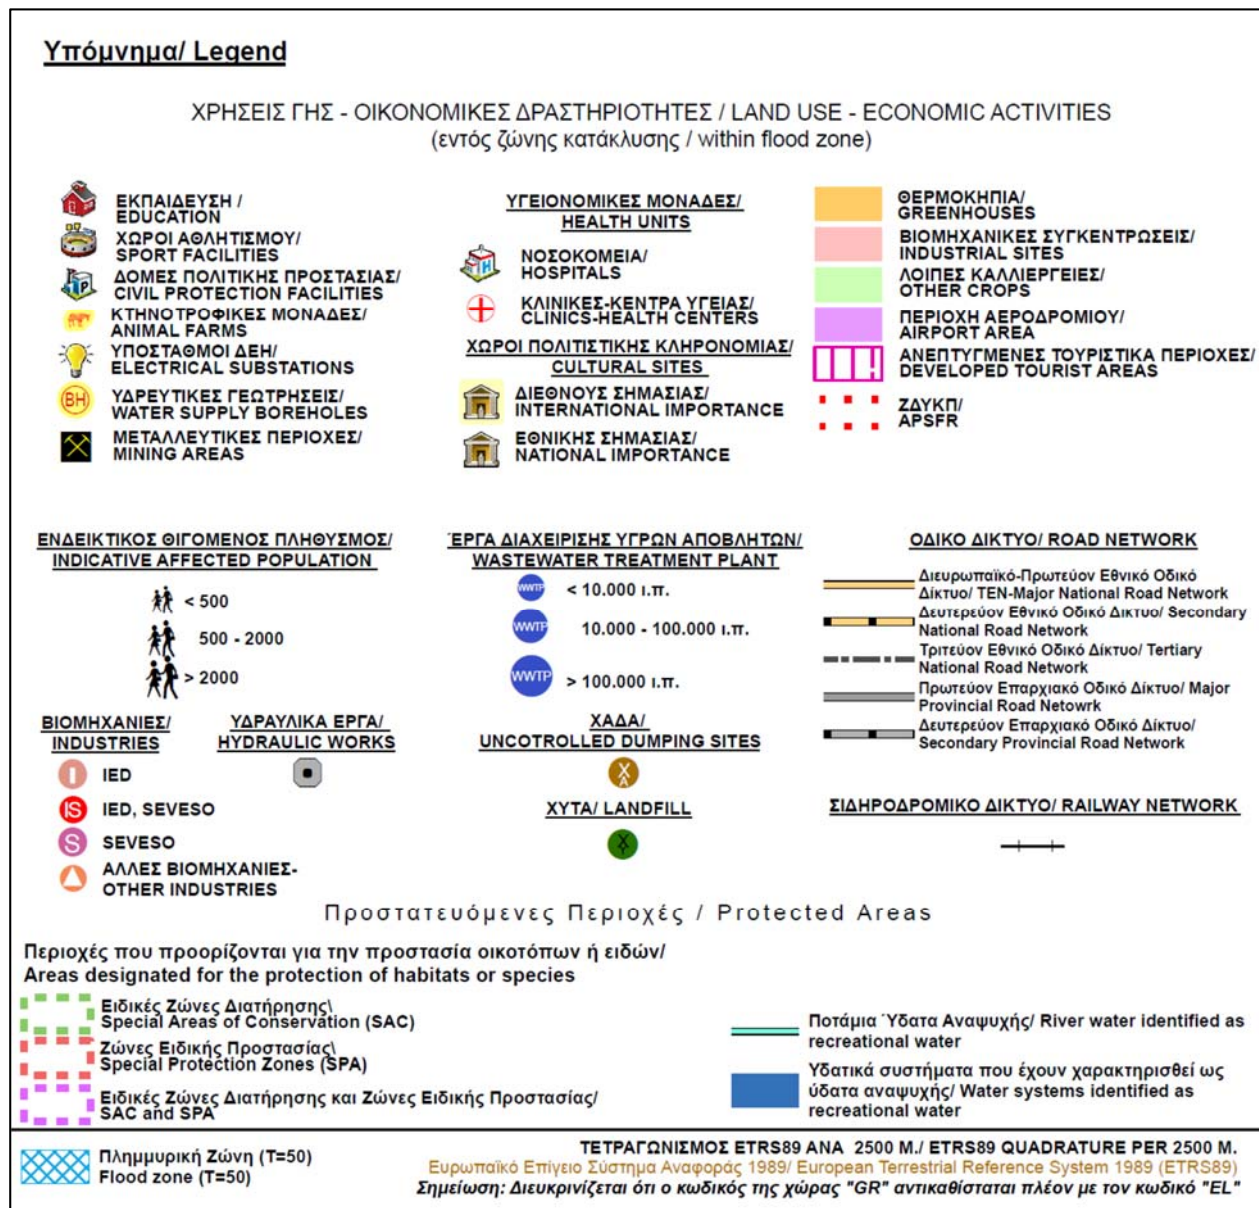 Υπόμνημα/ Legend
ΧΡΗΣΕΙΣ ΓΗΣ - ΟΙΚΟΝΟΜΙΚΕΣ ΔΡΑΣΤΗΡΙΟΤΗΤΕΣ / LAND USE - ECONOMIC ACTIVITIES
(εντός ζώνης κατάκλυσης / within flood zone)
ΕΚΠΑΙΔΕΥΣΗ /
EDUCATION
ΧΩΡΟΙ ΑΘΛΗΤΙΣΜΟΥ/
SPORT FACILITIES
P
ΔΟΜΕΣ ΠΟΛΙΤΙΚΗΣ ΠΡΟΣΤΑΣΙΑΣ/
CIVIL PROTECTION FACILITIES
ΚΤΗΝΟΤΡΟΦΙΚΕΣ ΜΟΝΑΔΕΣ/
ANIMAL FARMS
ΥΠΟΣΤΑΘΜΟΙ ΔΕΗ/
ELECTRICAL SUBSTATIONS
BH
ΥΔΡΕΥΤΙΚΕΣ ΓΕΩΤΡΗΣΕΙΣ/
WATER SUPPLY BOREHOLES
ΜΕΤΑΛΛΕΥΤΙΚΕΣ ΠΕΡΙΟΧΕΣ/
MINING AREAS
ΥΓΕΙΟΝΟΜΙΚΕΣ ΜΟΝΑΔΕΣ/
HEALTH UNITS
H
ΝΟΣΟΚΟΜΕΙΑ/
HOSPITALS
ΚΛΙΝΙΚΕΣ-ΚΕΝΤΡΑ ΥΓΕΙΑΣ/
CLINICS-HEALTH CENTERS
ΧΩΡΟΙ ΠΟΛΙΤΙΣΤΙΚΗΣ ΚΛΗΡΟΝΟΜΙΑΣ/
CULTURAL SITES
ΔΙΕΘΝΟΥΣ ΣΗΜΑΣΙΑΣ/
INTERNATIONAL IMPORTANCE
ΕΘΝΙΚΗΣ ΣΗΜΑΣΙΑΣ/
NATIONAL IMPORTANCE
ΘΕΡΜΟΚΗΠΙΑ/
GREENHOUSES
ΒΙΟΜΗΧΑΝΙΚΕΣ ΣΥΓΚΕΝΤΡΩΣΕΙΣ/
INDUSTRIAL SITES
ΛΟΙΠΕΣ ΚΑΛΛΙΕΡΓΕΙΕΣ/
OTHER CROPS
ΠΕΡΙΟΧΗ ΑΕΡΟΔΡΟΜΙΟΥ/
AIRPORT AREA
ΑΝΕΠΤΥΓΜΕΝΕΣ ΤΟΥΡΙΣΤΙΚΑ ΠΕΡΙΟΧΕΣ/
DEVELOPED TOURIST AREAS
ΖΔΥΚΠ/
APSFR
ΕΝΔΕΙΚΤΙΚΟΣ ΘΙΓΟΜΕΝΟΣ ΠΛΗΘΥΣΜΟΣ/
INDICATIVE AFFECTED POPULATION
< 500
500 - 2000
> 2000
ΈΡΓΑ ΔΙΑΧΕΙΡΙΣΗΣ ΥΓΡΩΝ ΑΠΟΒΛΗΤΩΝ/
WASTEWATER TREATMENT PLANT
WWTP < 10.000 ι.π.
WWTP 10.000 - 100.000 ι.π.
WWTP > 100.000 ι.π.
ΟΔΙΚΟ ΔΙΚΤΥΟ/ ROAD NETWORK
Διευρωπαϊκό-Πρωτεύον Εθνικό Οδικό
Δίκτυο/ TEN-Major National Road Network
Δευτερεύον Εθνικό Οδικό Δικτυο/ Secondary
National Road Network
Τριτεύον Εθνικό Οδικό Δίκτυο/ Tertiary
National Road Network
Πρωτεύον Επαρχιακό Οδικό Δίκτυο/ Major
Provincial Road Netowrk
Δευτερεύον Επαρχιακό Οδικό Δίκτυο/
Secondary Provincial Road Network
ΒΙΟΜΗΧΑΝΙΕΣ/
INDUSTRIES
I IED
IS IED, SEVESO
S SEVESO
ΑΛΛΕΣ ΒΙΟΜΗΧΑΝΙΕΣ-
OTHER INDUSTRIES
ΥΔΡΑΥΛΙΚΑ ΕΡΓΑ/
HYDRAULIC WORKS
ΧΑΔΑ/
UNCOTROLLED DUMPING SITES
ΧΥΤΑ/ LANDFILL
ΣΙΔΗΡΟΔΡΟΜΙΚΟ ΔΙΚΤΥΟ/ RAILWAY NETWORK
Προστατευόμενες Περιοχές / Protected Areas
Περιοχές που προορίζονται για την προστασία οικοτόπων ή ειδών/
Areas designated for the protection of habitats or species
Ειδικές Ζώνες Διατήρησης\
Special Areas of Conservation (SAC)
Ζώνες Ειδικής Προστασίας\
Special Protection Zones (SPA)
Ειδικές Ζώνες Διατήρησης και Ζώνες Ειδικής Προστασίας/
SAC and SPA
Ποτάμια Ύδατα Αναψυχής/ River water identified as
recreational water
Υδατικά συστήματα που έχουν χαρακτηρισθεί ως
ύδατα αναψυχής/ Water systems identified as
recreational water
Πλημμυρική Ζώνη (T=50)
Flood zone (T=50)
ΤΕΤΡΑΓΩΝΙΣΜΟΣ ETRS89 ΑΝΑ 2500 Μ./ ETRS89 QUADRATURE PER 2500 M.
Ευρωπαϊκό Επίγειο Σύστημα Αναφοράς 1989/ European Terrestrial Reference System 1989 (ETRS89)
Σημείωση: Διευκρινίζεται ότι ο κωδικός της χώρας "GR" αντικαθίσταται πλέον με τον κωδικό "EL"